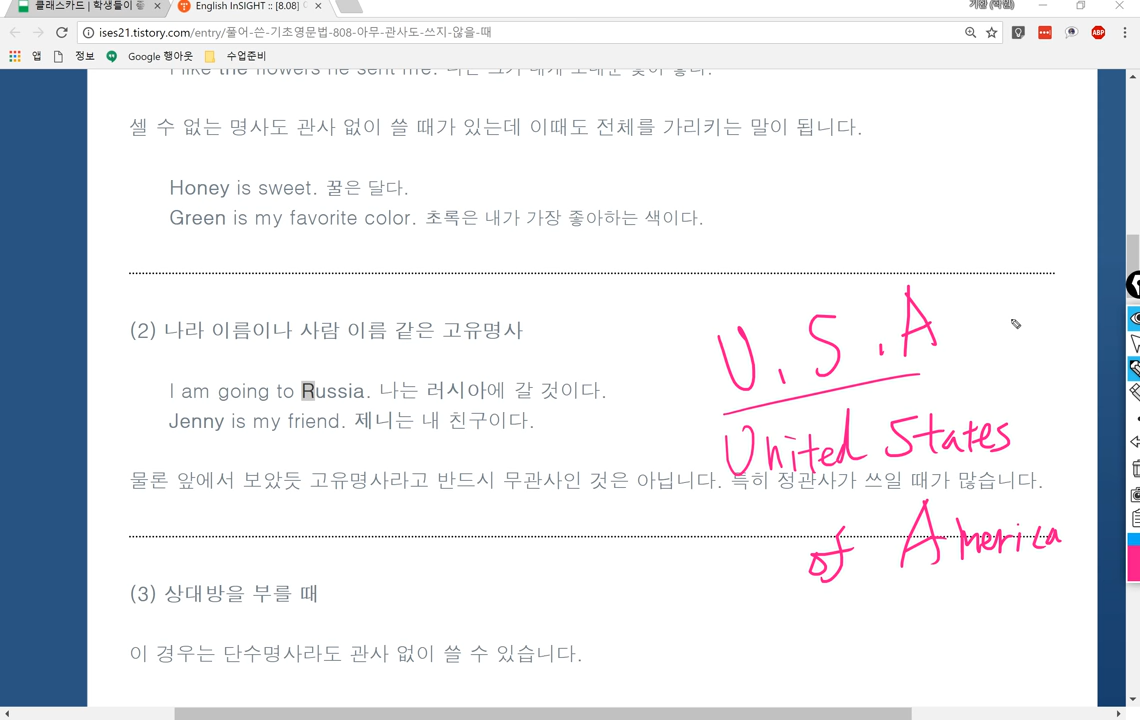 클래스카드 | 학생들이 좋
English InSIGHT :: [8.08]
ises21.tistory.com/entry/풀어-쓴-기초영문법-808-아무-관사도-쓰지-않을-때
앱 정보 Google 행아웃 수업준비
I like the flowers he sent me.
셀 수 없는 명사도 관사 없이 쓸 때가 있는데 이때도 전체를 가리키는 말이 됩니다.
Honey is sweet. 꿀은 달다.
Green is my favorite color. 초록은 내가 가장 좋아하는 색이다.
(2) 나라 이름이나 사람 이름 같은 고유명사
U.S.A
I am going to Russia. 나는 러시아에 갈 것이다.
Jenny is my friend. 제니는 내 친구이다.
United States
물론 앞에서 보았듯 고유명사라고 반드시 무관사인 것은 아닙니다. 특히 정관사가 쓰일 때가 많습니다.
of America
(3) 상대방을 부를 때
이 경우는 단수명사라도 관사 없이 쓸 수 있습니다.